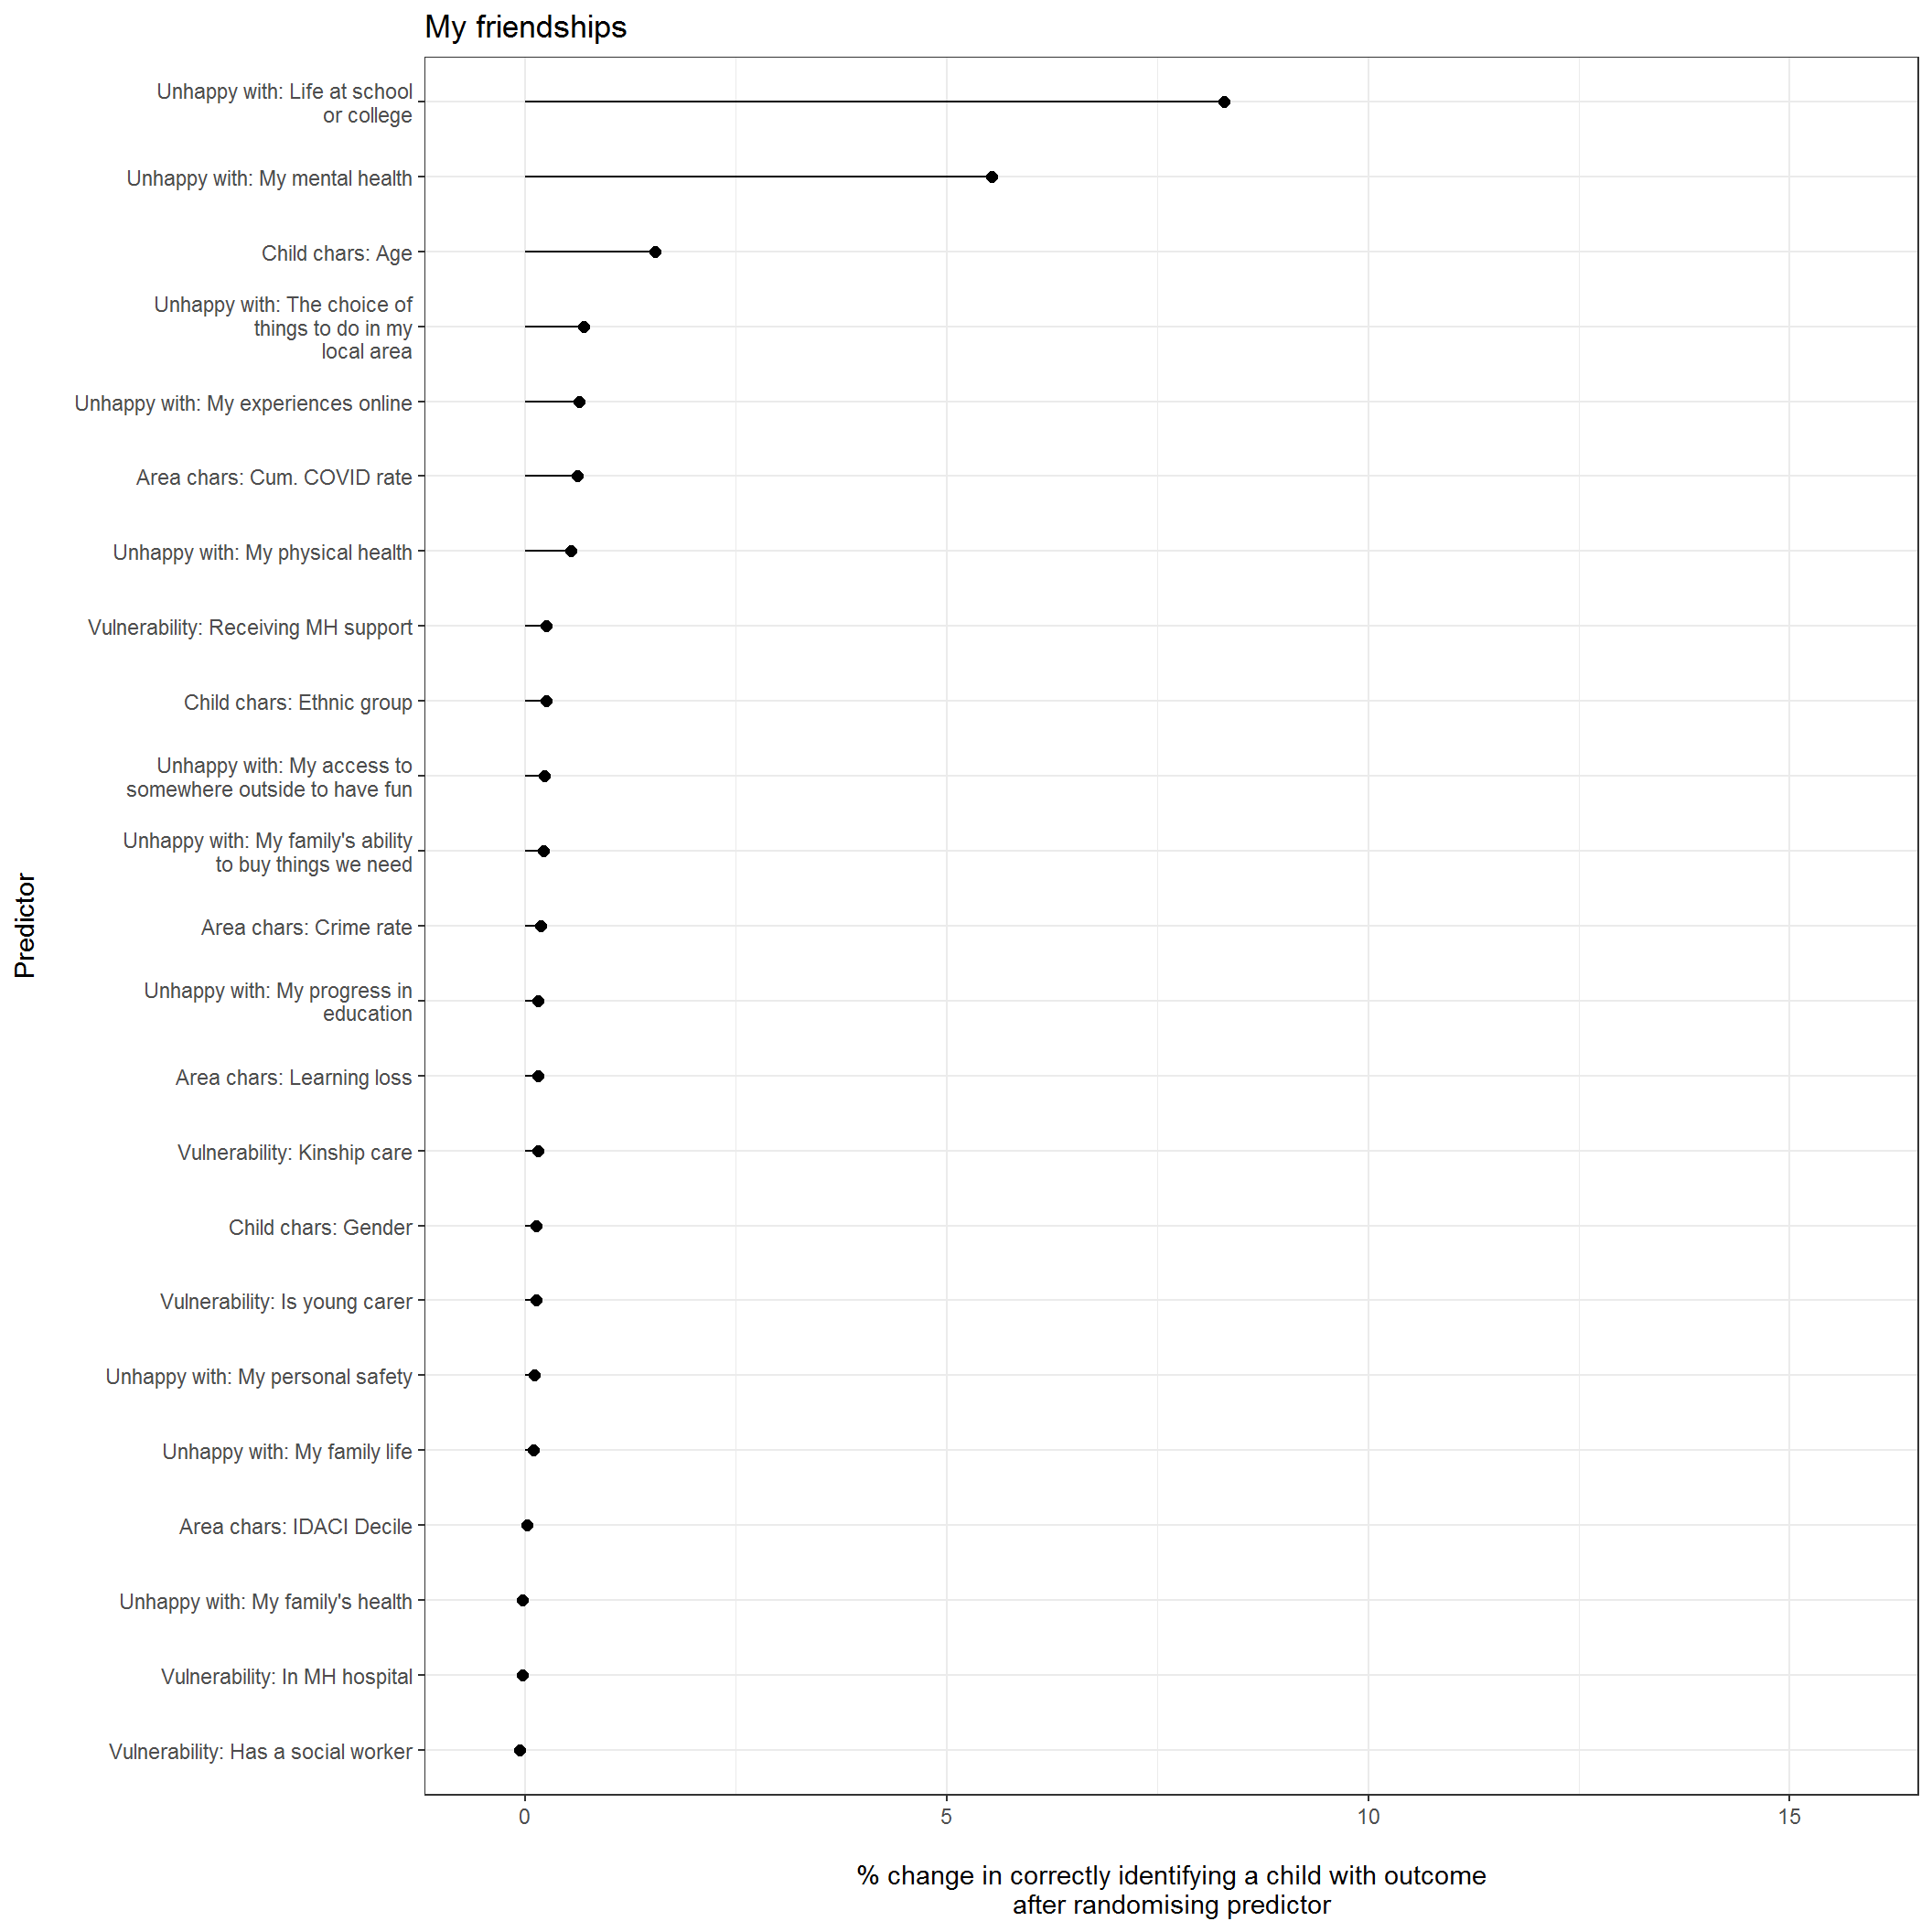 My friendships
Unhappy with: Life at school
or college
Unhappy with: My mental health
Child chars: Age
Unhappy with: The choice of
things to do in my
local area
Unhappy with: My experiences online
Area chars: Cum. COVID rate
Unhappy with: My physical health
Vulnerability: Receiving MH support
Child chars: Ethnic group
Unhappy with: My access to
somewhere outside to have fun
Unhappy with: My family's ability
to buy things we need
Area chars: Crime rate
Unhappy with: My progress in
education
Area chars: Learning loss
Vulnerability: Kinship care
Child chars: Gender
Vulnerability: Is young carer
Unhappy with: My personal safety
Unhappy with: My family life
Area chars: IDACI Decile
Unhappy with: My family's health
Vulnerability: In MH hospital
Vulnerability: Has a social worker
Predictor
0 5 10 15
% change in correctly identifying a child with outcome
after randomising predictor